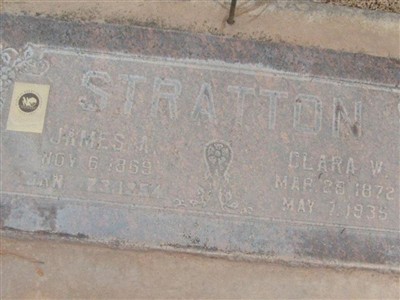 STRATTON
JAMES A.
NOV 6 1869
CLARA W.
MAR 26 1872
MAY 7 1935